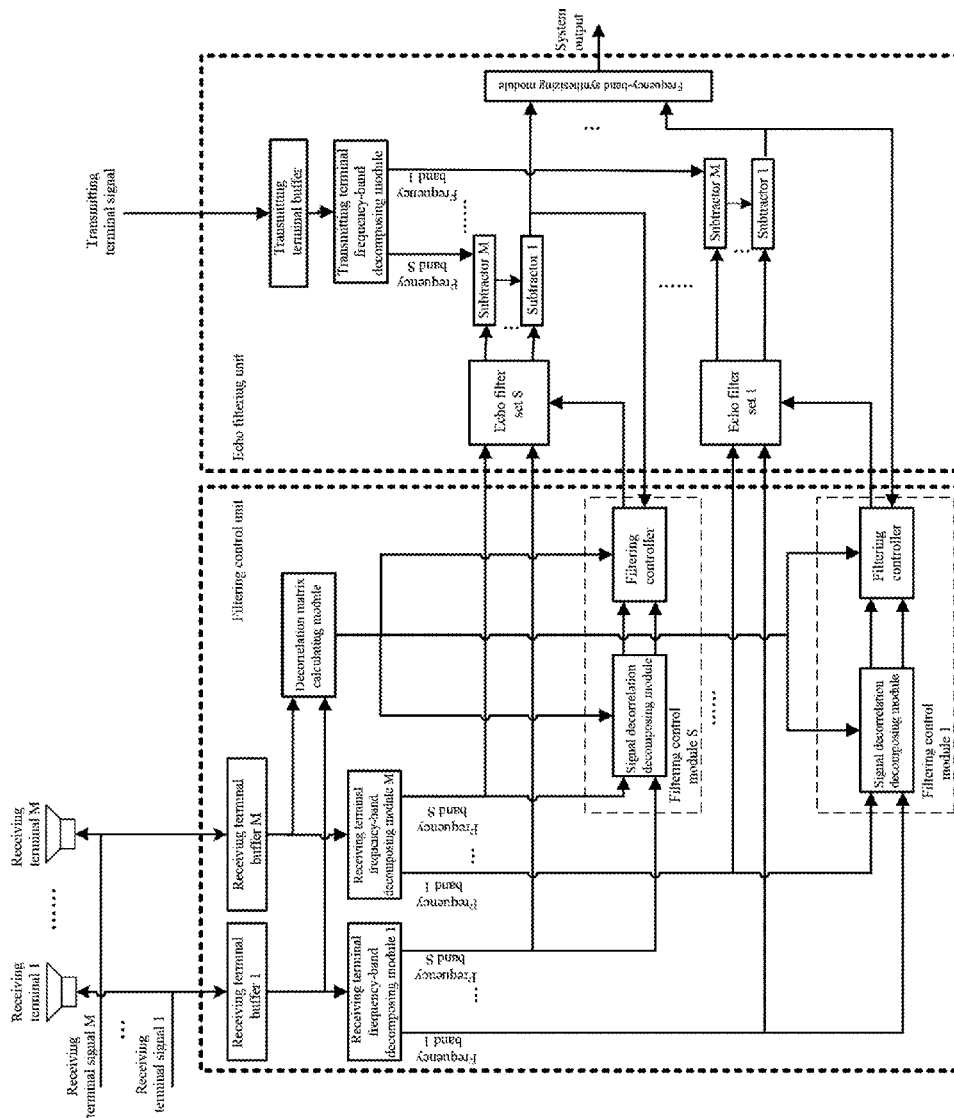 Receiving
terminal 1
......
Receiving
terminal M
Receiving
terminal signal M
...
Receiving
terminal signal 1
Transmitting
terminal signal
Filtering control unit
Receiving terminal
buffer 1
Receiving terminal
buffer M
Decorrelation matrix
calculating module
Receiving terminal
frequency-band
decomposing module 1
Receiving terminal
frequency-band
decomposing module M
Frequency
band 1
...
Frequency
band S
Frequency
band 1
...
Frequency
band S
Signal decorrelation
decomposing module
Filtering
controller
Filtering control
module S
......
Signal decorrelation
decomposing module
Filtering
controller
Filtering control
module 1
Echo filtering unit
Transmitting
terminal buffer
Transmitting terminal
frequency-band
decomposing module
Frequency
band S
......
Frequency
band 1
Echo filter
set S
Subtractor M
...
Subtractor 1
......
Echo filter
set 1
Subtractor M
...
Subtractor 1
...
Frequency-band synthesizing module
System
output